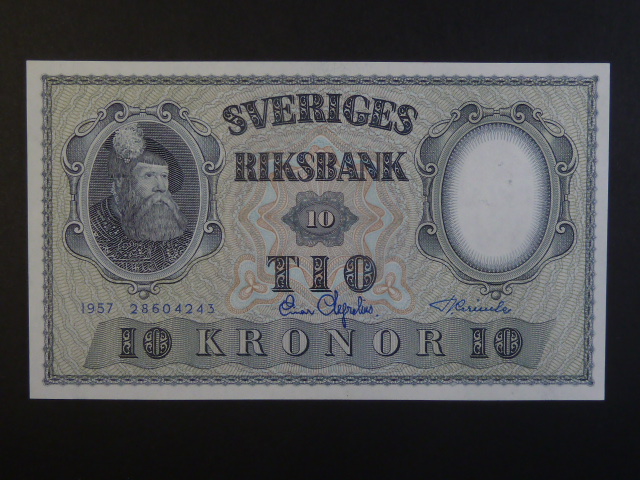 SVERIGES
RIKSBANK
10
TIO
1957 28604243
10 KRONOR 10